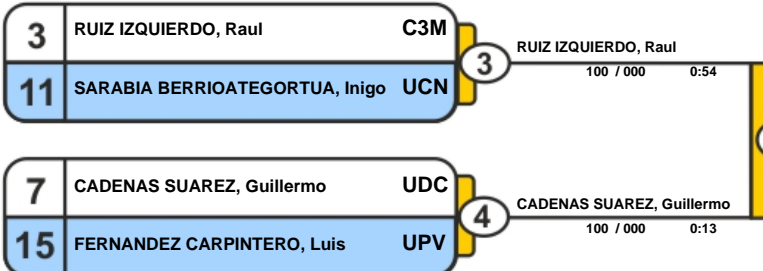 3 RUIZ IZQUIERDO, Raul C3M
11 SARABIA BERRIOATEGORTUA, Inigo UCN
3
RUIZ IZQUIERDO, Raul
100 / 000 0:54
7 CADENAS SUAREZ, Guillermo UDC
15 FERNANDEZ CARPINTERO, Luis UPV
4
CADENAS SUAREZ, Guillermo
100 / 000 0:13